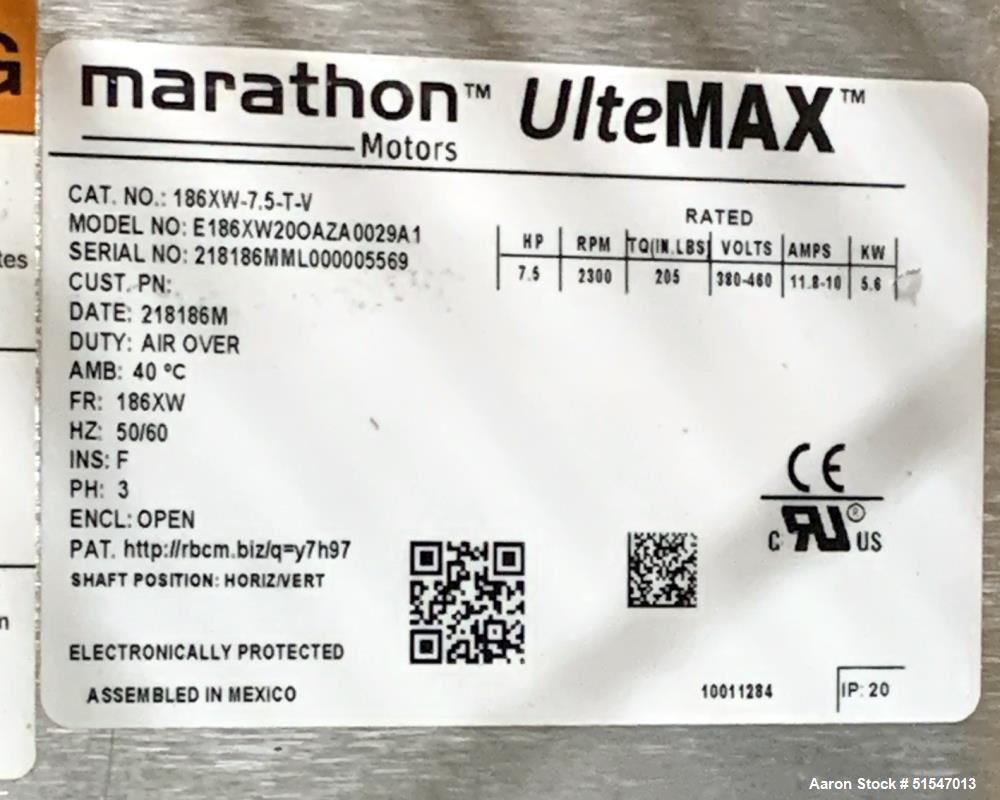 G
marathon™ UlteMAX™
Motors
CAT. NO.: 186XW-7.5-T-V
MODEL NO: E186XW20OAZA0029A1
SERIAL NO: 218186MML000005569
CUST. PN:
DATE: 218186M
DUTY: AIR OVER
AMB: 40 °C
FR: 186XW
HZ: 50/60
INS: F
PH: 3
ENCL: OPEN
PAT. http://rbcm.biz/q=y7h97
SHAFT POSITION: HORIZ/VERT
ELECTRONICALLY PROTECTED
ASSEMBLED IN MEXICO
RATED
HP RPM TQ(IN.LBS) VOLTS AMPS KW
7.5 2300 205 380-460 11.8-10 5.6
CE
C RU® US
10011284 IP: 20
tes
n
Aaron Stock # 51547013